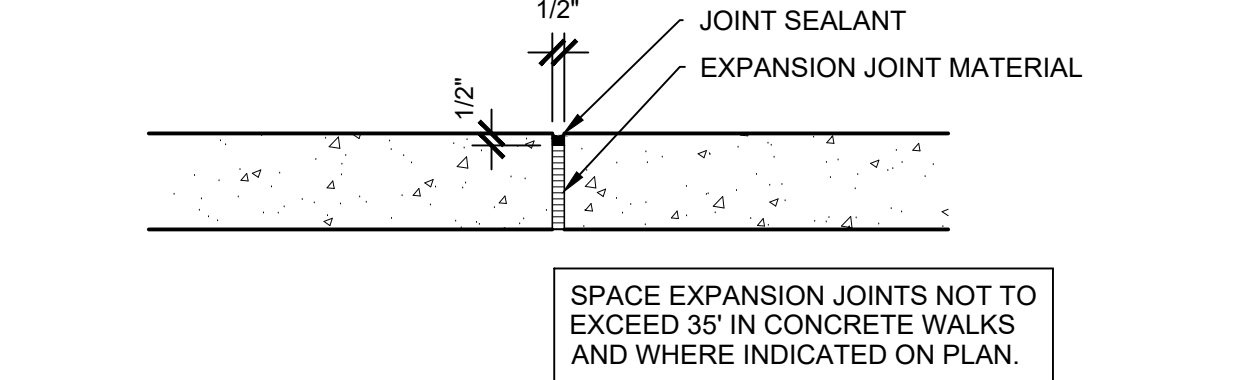 1/2"
JOINT SEALANT
EXPANSION JOINT MATERIAL
1/2"
SPACE EXPANSION JOINTS NOT TO
EXCEED 35' IN CONCRETE WALKS
AND WHERE INDICATED ON PLAN.